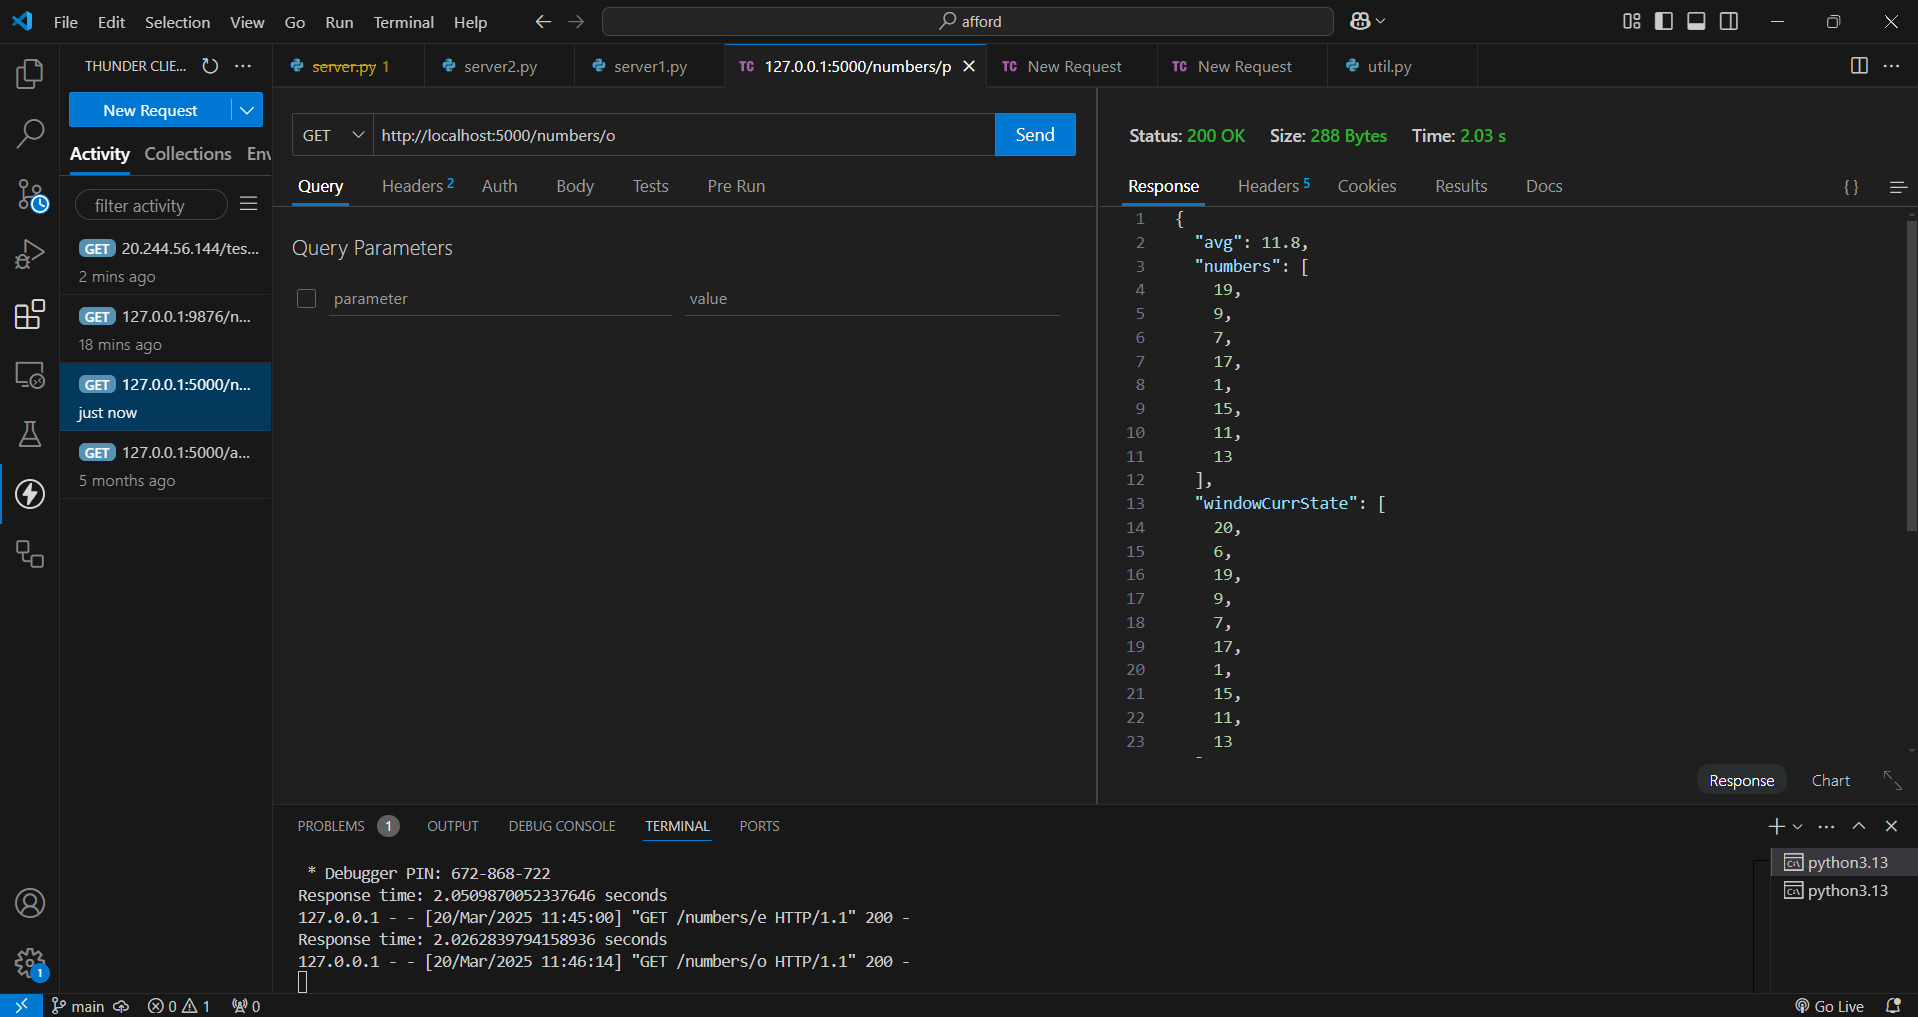 File Edit Selection View Go Run Terminal Help
afford
THUNDER CLIE...
server.py 1
server2.py
server1.py
TC 127.0.0.1:5000/numbers/p
TC New Request
TC New Request
util.py
New Request
Activity Collections Env
filter activity
GET 20.244.56.144/tes...
2 mins ago
GET 127.0.0.1:9876/n...
18 mins ago
GET 127.0.0.1:5000/n...
just now
GET 127.0.0.1:5000/a...
5 months ago
GET http://localhost:5000/numbers/o Send
Query Headers 2 Auth Body Tests Pre Run
Query Parameters
parameter value
Status: 200 OK Size: 288 Bytes Time: 2.03 s
Response Headers 5 Cookies Results Docs { }
1 {
2 "avg": 11.8,
3 "numbers": [
4 19,
5 9,
6 7,
7 17,
8 1,
9 15,
10 11,
11 13
12 ],
13 "windowCurrState": [
14 20,
15 6,
16 19,
17 9,
18 7,
19 17,
20 1,
21 15,
22 11,
23 13
Response Chart
PROBLEMS 1 OUTPUT DEBUG CONSOLE TERMINAL PORTS
* Debugger PIN: 672-868-722
Response time: 2.0509870052337646 seconds
127.0.0.1 - - [20/Mar/2025 11:45:00] "GET /numbers/e HTTP/1.1" 200 -
Response time: 2.0262839794158936 seconds
127.0.0.1 - - [20/Mar/2025 11:46:14] "GET /numbers/o HTTP/1.1" 200 -
python3.13
python3.13
1
main 0 1 0
Go Live